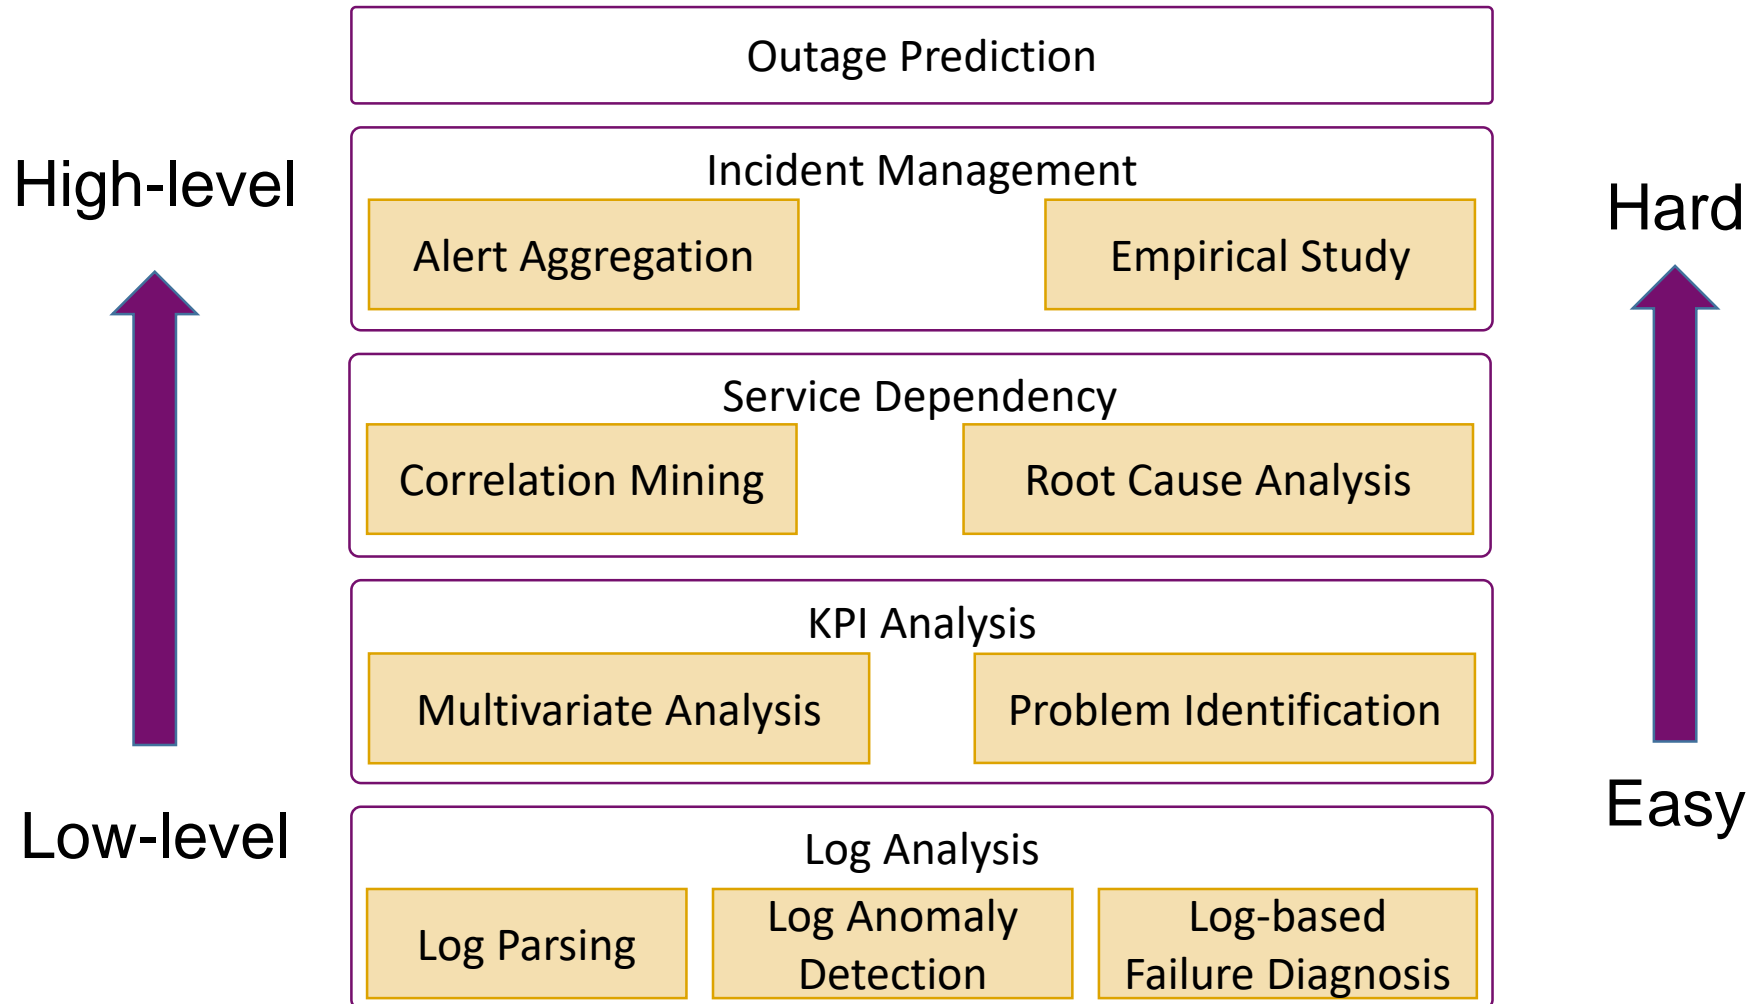 Outage Prediction
High-level
Hard
Incident Management
Alert Aggregation
Empirical Study
Service Dependency
Correlation Mining
Root Cause Analysis
KPI Analysis
Multivariate Analysis
Problem Identification
Low-level
Easy
Log Analysis
Log Parsing
Log Anomaly
Detection
Log-based
Failure Diagnosis